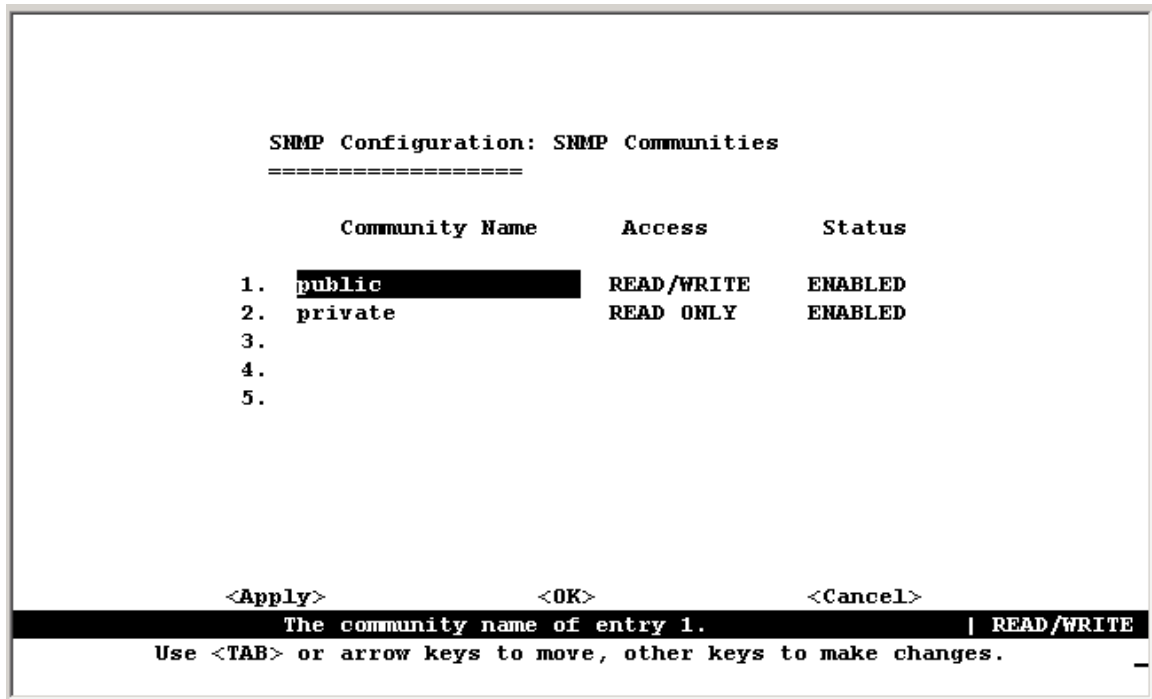 SNMP Configuration: SNMP Communities
==================
Community Name Access Status
1. public READ/WRITE ENABLED
2. private READ ONLY ENABLED
3.
4.
5.
<Apply> <OK> <Cancel>
The community name of entry 1. | READ/WRITE
Use <TAB> or arrow keys to move, other keys to make changes.